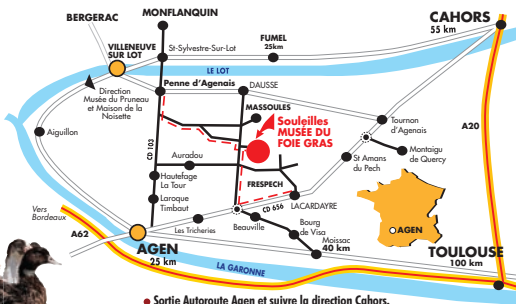 BERGERAC
MONFLANQUIN
CAHORS
55 km
VILLENEUVE
SUR LOT
St-Sylvestre-Sur-Lot
FUMEL
25km
LE LOT
Penne d'Agenais
DAUSSE
Direction
Musée du Pruneau
et Maison de la
Noisette
MASSOULES
Souleilles
MUSÉE DU
FOIE GRAS
Tournon
d'Agenais
A20
Aiguillon
CD 103
Auradou
Montaigu
de Quercy
St Amans
du Pech
Hautefage
La Tour
FRESPECH
Laroque
Timbaut
CD 656
LACARDAYRE
Vers
Bordeaux
A62
AGEN
25 km
Les Tricheries
Beauville
Bourg
de Visa
Moissac
40 km
AGEN
TOULOUSE
100 km
LA GARONNE
• Sortie Autoroute Agen et suivre la direction Cahors.